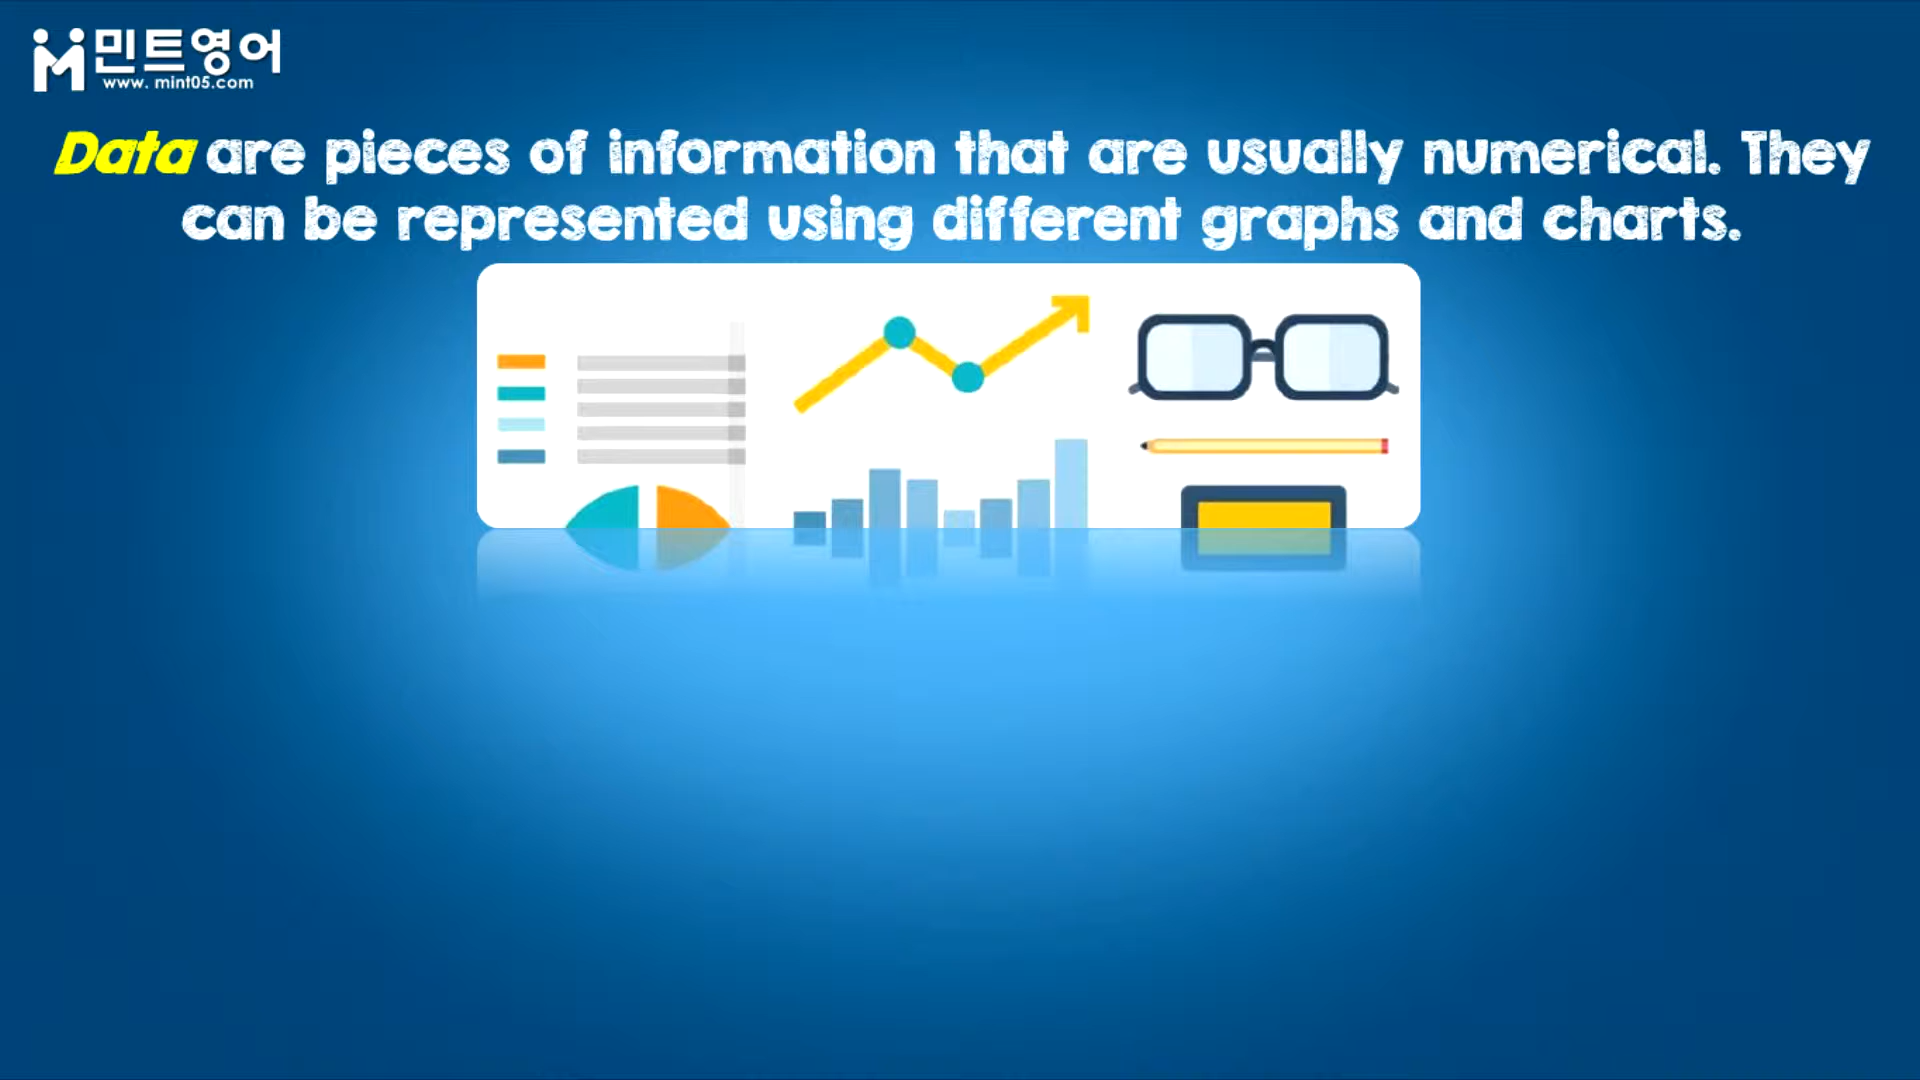 민트영어
www. mint05.com
Data are pieces of information that are usually numerical. They
can be represented using different graphs and charts.